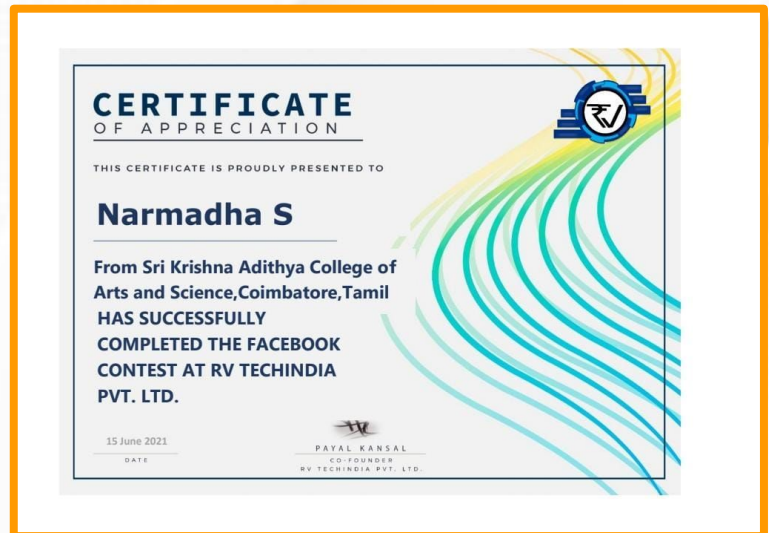 CERTIFICATE
OF APPRECIATION
THIS CERTIFICATE IS PROUDLY PRESENTED TO
Narmadha S
From Sri Krishna Adithya College of
Arts and Science,Coimbatore,Tamil
HAS SUCCESSFULLY
COMPLETED THE FACEBOOK
CONTEST AT RV TECHINDIA
PVT. LTD.
15 June 2021
DATE
PAYAL KANSAL
CO-FOUNDER
RV TECHINDIA PVT. LTD.